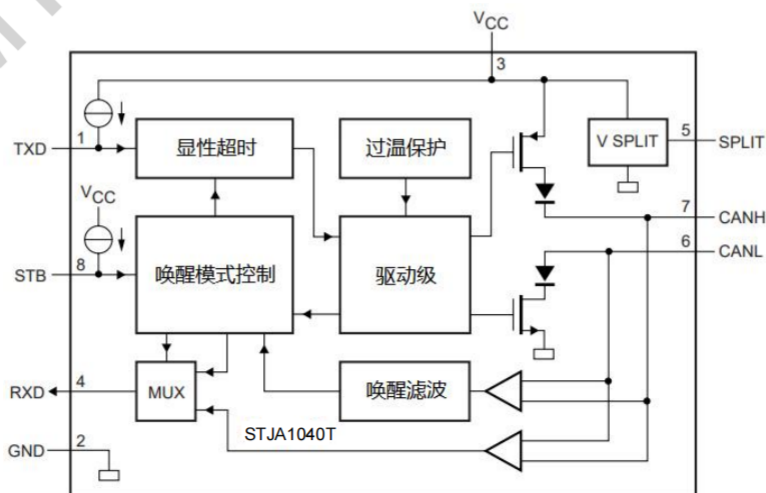 VCC
3
TXD
1
显性超时
过温保护
V SPLIT
5
SPLIT
VCC
7
CANH
6
CANL
STB
8
唤醒模式控制
驱动级
RXD
4
MUX
唤醒滤波
STJA1040T
GND
2